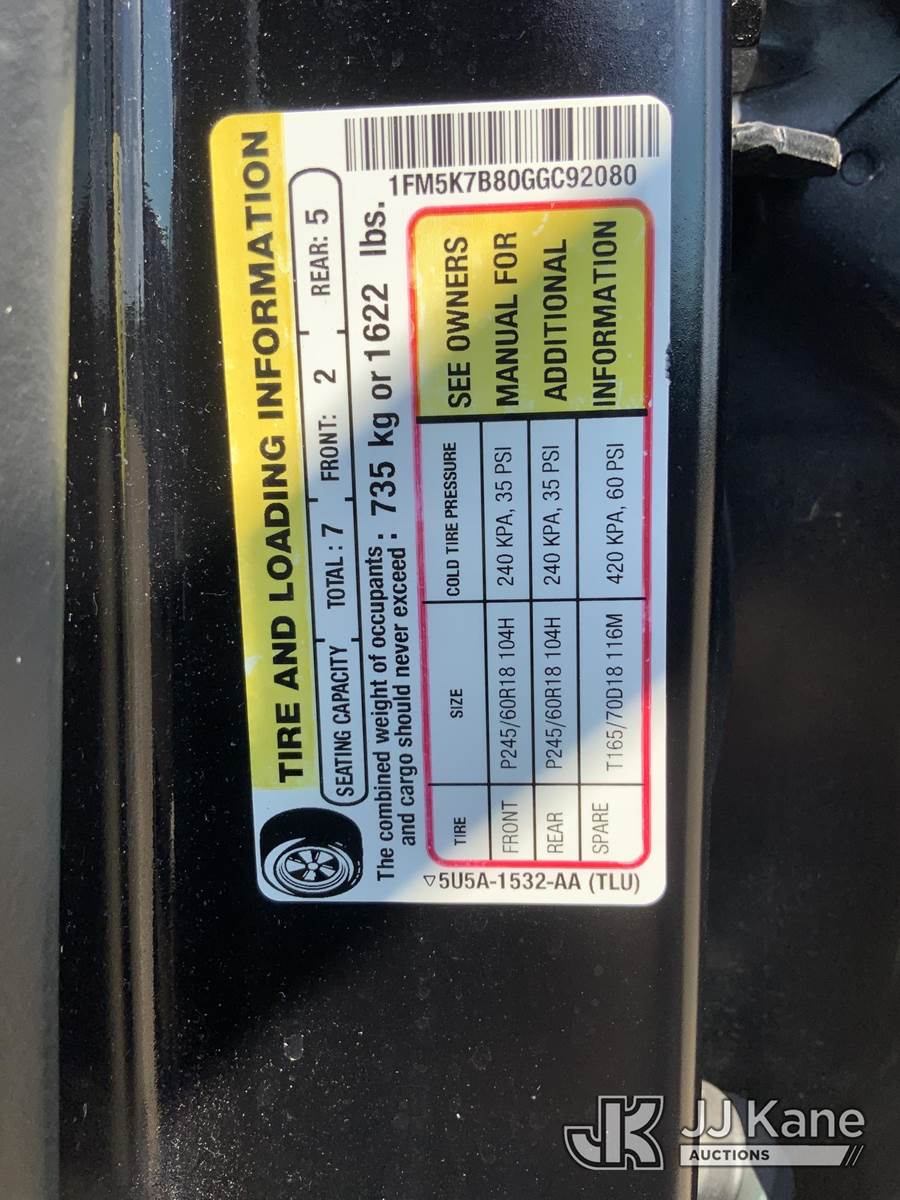 TIRE AND LOADING INFORMATION
SEATING CAPACITY TOTAL : 7 FRONT: 2 REAR: 5
The combined weight of occupants : 735 kg or 1622 lbs.
and cargo should never exceed :
1FM5K7B80GGC92080
TIRE SIZE COLD TIRE PRESSURE
FRONT P245/60R18 104H 240 KPA, 35 PSI
REAR P245/60R18 104H 240 KPA, 35 PSI
SPARE T165/70D18 116M 420 KPA, 60 PSI
SEE OWNERS
MANUAL FOR
ADDITIONAL
INFORMATION
5U5A-1532-AA (TLU)
JK JJ Kane
AUCTIONS